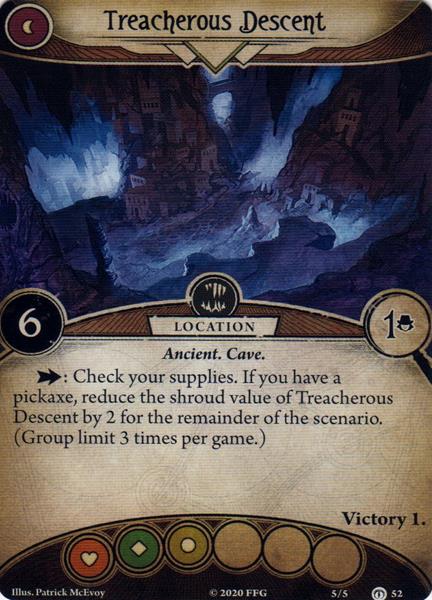 Treacherous Descent
6
LOCATION
1
Ancient. Cave.
: Check your supplies. If you have a
pickaxe, reduce the shroud value of Treacherous
Descent by 2 for the remainder of the scenario.
(Group limit 3 times per game.)
Victory 1.
Illus. Patrick McEvoy © 2020 FFG 5/5 52